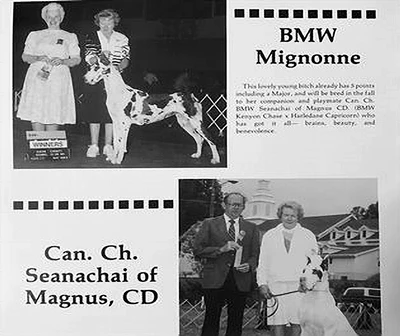 BMW
Mignonne
This lovely young bitch already has 5 points
including a Major, and will be bred in the fall
to her companion and playmate Can. Ch.
BMW Seanachai of Magnus CD. (BMW
Kenyon Chase x Harledane Capricorn) who
has got it all— brains, beauty, and
benevolence.
WINNERS
Can. Ch.
Seanachai of
Magnus, CD